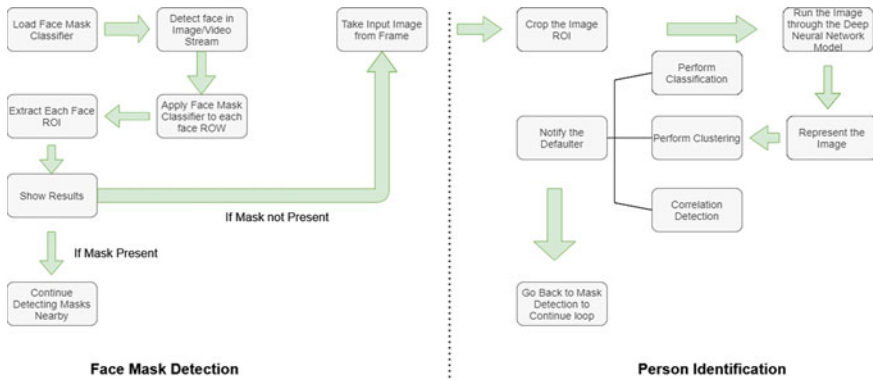 Load Face Mask
Classifier
Detect face in
Image/Video
Stream
Take Input Image
from Frame
Extract Each Face
ROI
Apply Face Mask
Classifier to each
face ROW
Show Results
If Mask not Present
If Mask Present
Continue
Detecting Masks
Nearby
Face Mask Detection
Crop the Image
ROI
Run the Image
through the Deep
Neural Network
Model
Perform
Classification
Notify the
Defaulter
Perform Clustering
Represent the
Image
Correlation
Detection
Go Back to Mask
Detection to
Continue loop
Person Identification